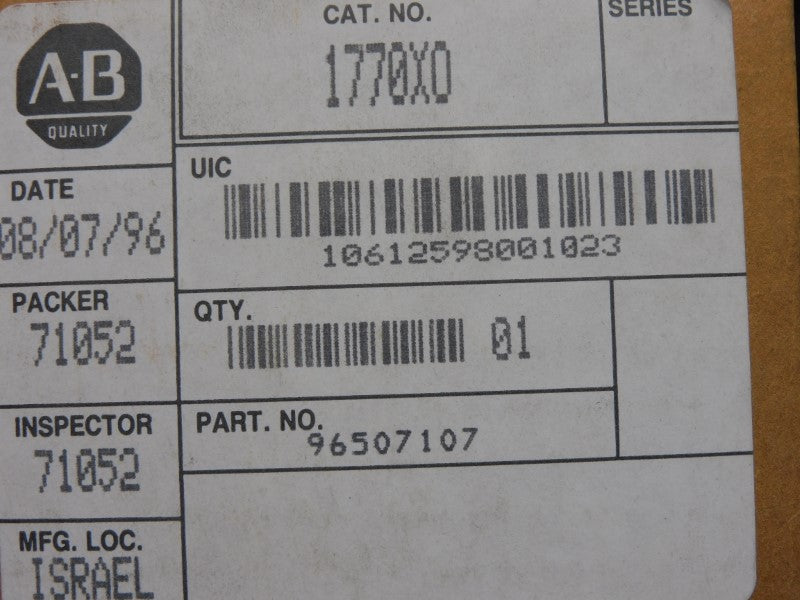 A-B
QUALITY
CAT. NO.
1770XO
SERIES
DATE
08/07/96
UIC
10612598001023
PACKER
71052
QTY.
01
INSPECTOR
71052
PART. NO.
96507107
MFG. LOC.
ISRAEL